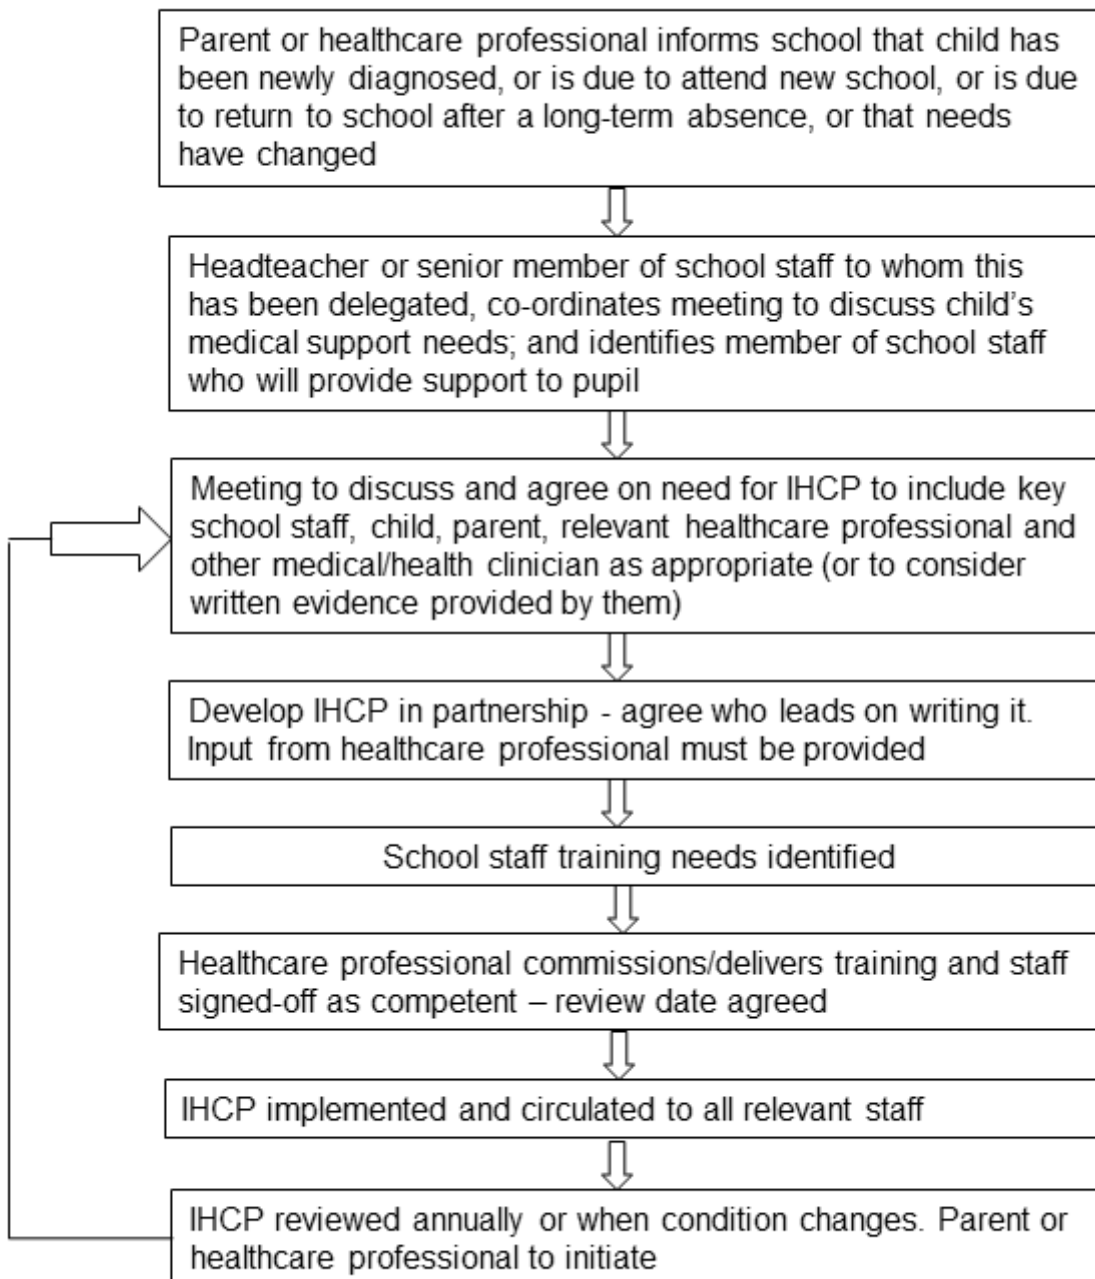 Parent or healthcare professional informs school that child has
been newly diagnosed, or is due to attend new school, or is due
to return to school after a long-term absence, or that needs
have changed
Headteacher or senior member of school staff to whom this
has been delegated, co-ordinates meeting to discuss child's
medical support needs; and identifies member of school staff
who will provide support to pupil
Meeting to discuss and agree on need for IHCP to include key
school staff, child, parent, relevant healthcare professional and
other medical/health clinician as appropriate (or to consider
written evidence provided by them)
Develop IHCP in partnership - agree who leads on writing it.
Input from healthcare professional must be provided
School staff training needs identified
Healthcare professional commissions/delivers training and staff
signed-off as competent – review date agreed
IHCP implemented and circulated to all relevant staff
IHCP reviewed annually or when condition changes. Parent or
healthcare professional to initiate